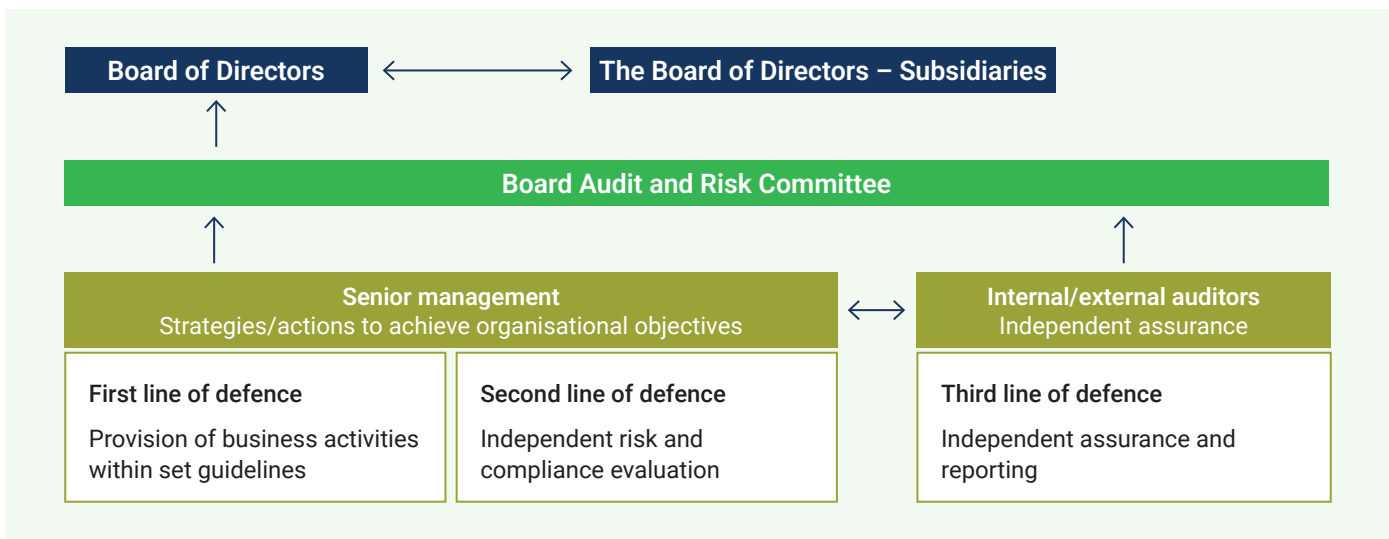 Board of Directors
The Board of Directors – Subsidiaries
Board Audit and Risk Committee
Senior management
Strategies/actions to achieve organisational objectives
Internal/external auditors
Independent assurance
First line of defence
Provision of business activities
within set guidelines
Second line of defence
Independent risk and
compliance evaluation
Third line of defence
Independent assurance and
reporting